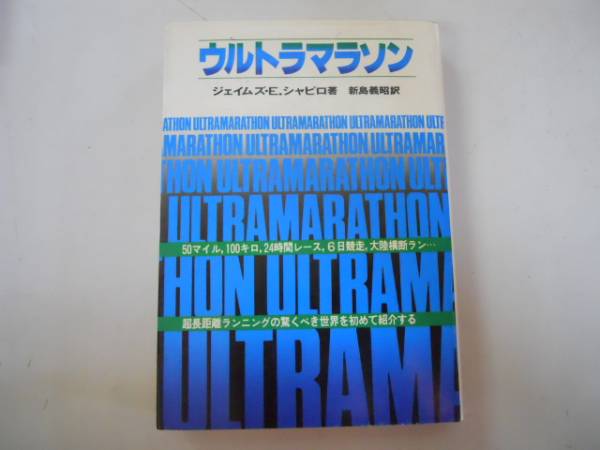 ウルトラマラソン
ジェイムズ・E.シャピロ著 新島義昭訳
ATHON ULTRAMARATHON ULTRAMARATHON ULTRAMARATHON ULTR
MARATHON ULTRAMARATHON ULTRAMAR
THON ULTRAMARATHON ULT
ULTRAMARATHON
50マイル,100キロ,24時間レース,6日競走,大陸横断ラン…
THON ULTRAMA
超長距離ランニングの驚くべき世界を初めて紹介する
ULTRAMA